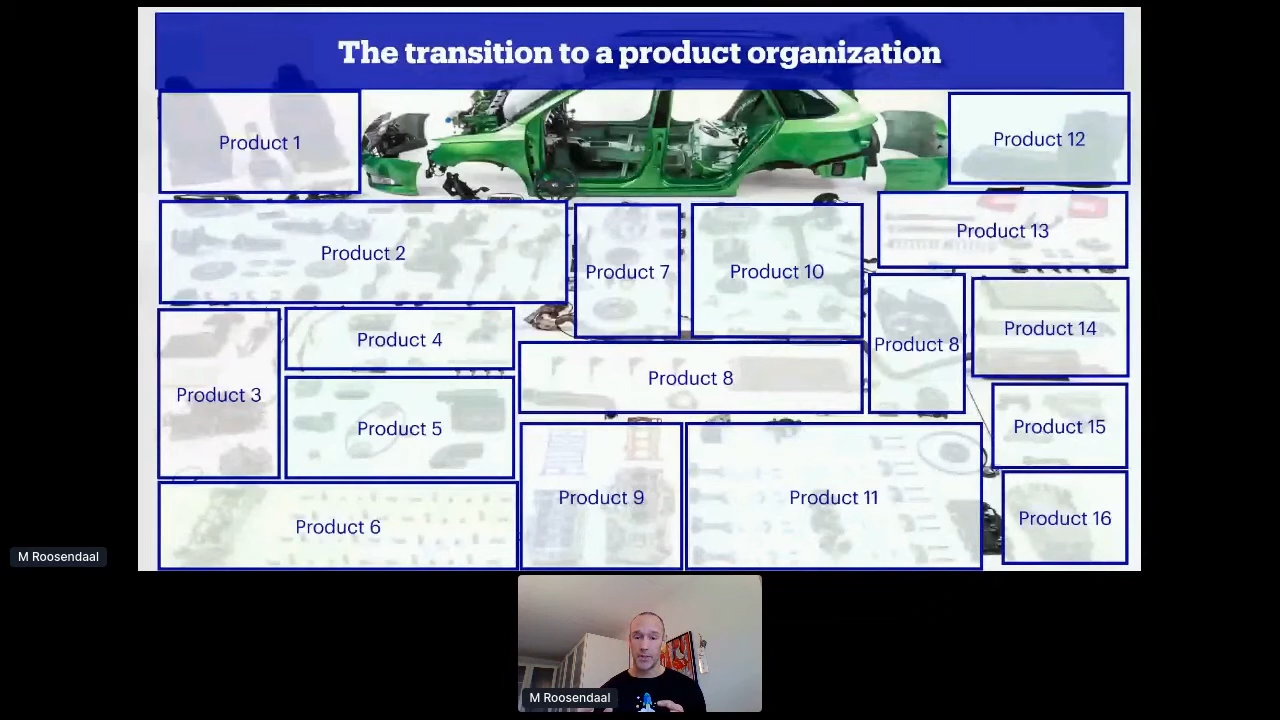 The transition to a product organization
Product 1
Product 12
Product 2
Product 7
Product 10
Product 13
Product 3
Product 4
Product 8
Product 8
Product 14
Product 5
Product 15
Product 6
Product 9
Product 11
Product 16
M Roosendaal
M Roosendaal